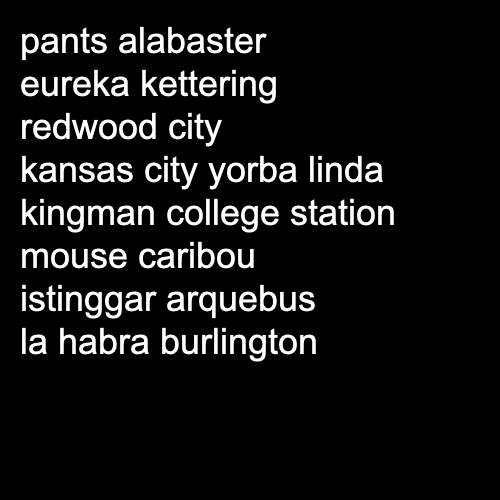 pants alabaster
eureka kettering
redwood city
kansas city yorba linda
kingman college station
mouse caribou
istinggar arquebus
la habra burlington